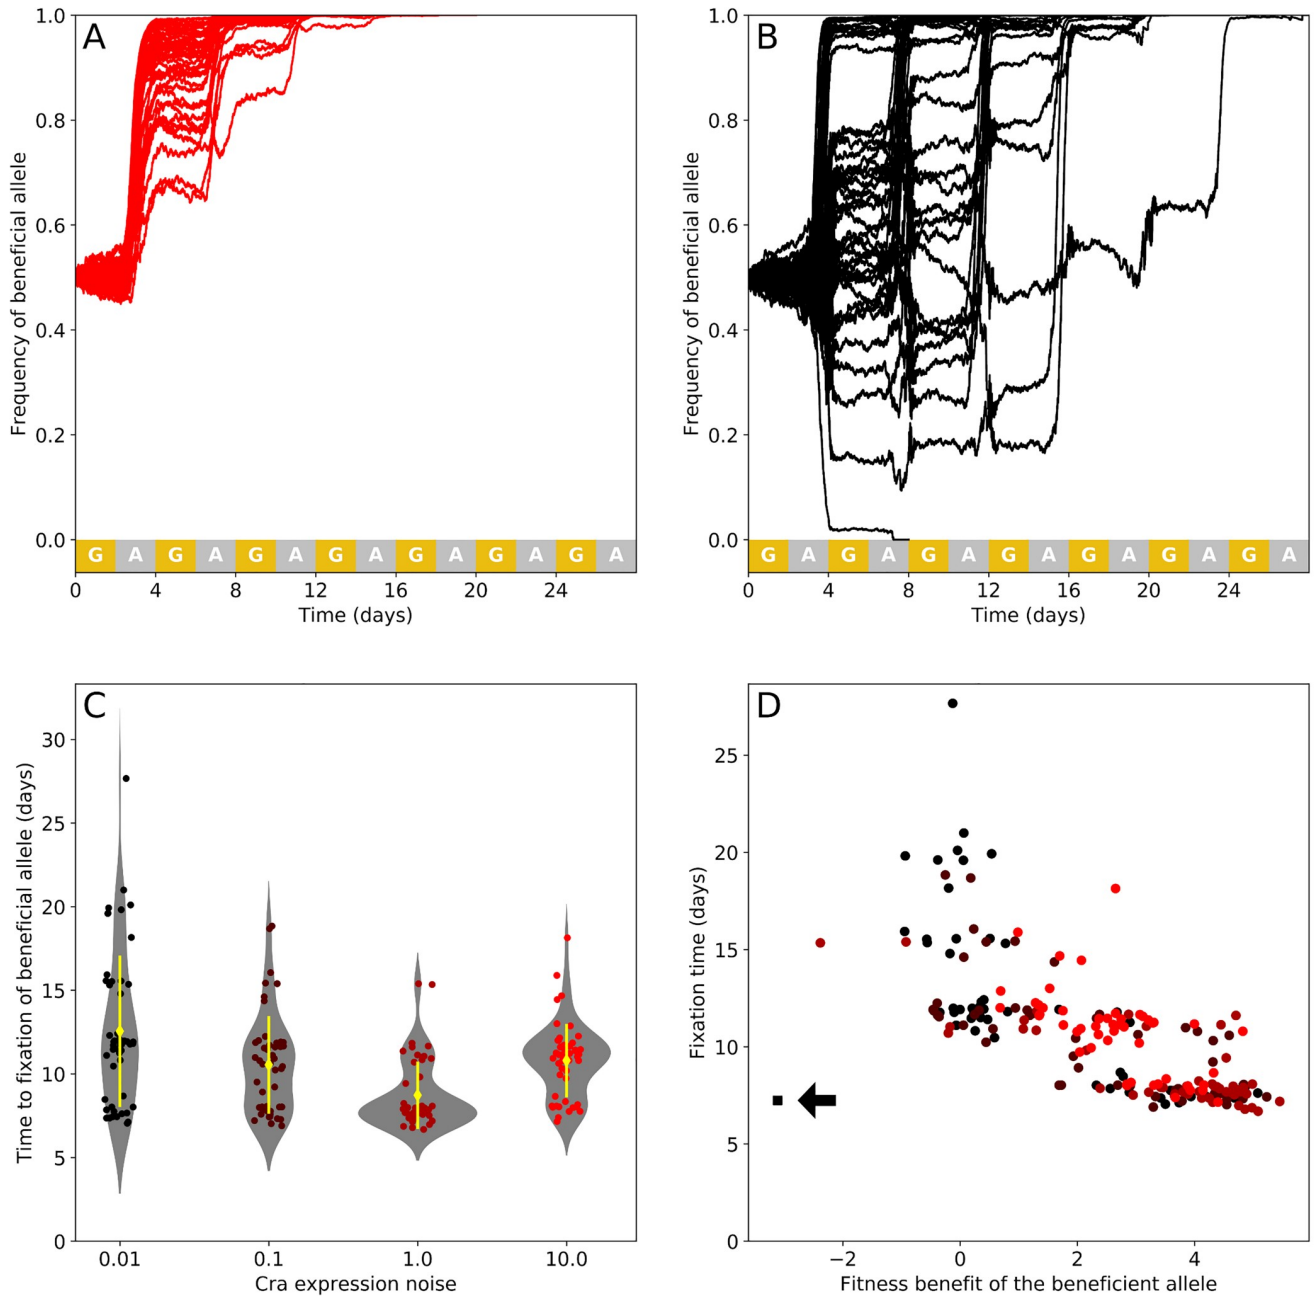 A
1.0
0.8
0.6
0.4
0.2
0.0
Frequency of beneficial allele
G A G A G A G A G A G A G A
0 4 8 12 16 20 24
Time (days)
B
1.0
0.8
0.6
0.4
0.2
0.0
Frequency of beneficial allele
G A G A G A G A G A G A G A
0 4 8 12 16 20 24
Time (days)
C
30
25
20
15
10
5
0
Time to fixation of beneficial allele (days)
0.01 0.1 1.0 10.0
Cra expression noise
D
25
20
15
10
5
0
Fixation time (days)
−2 0 2 4
Fitness benefit of the beneficient allele